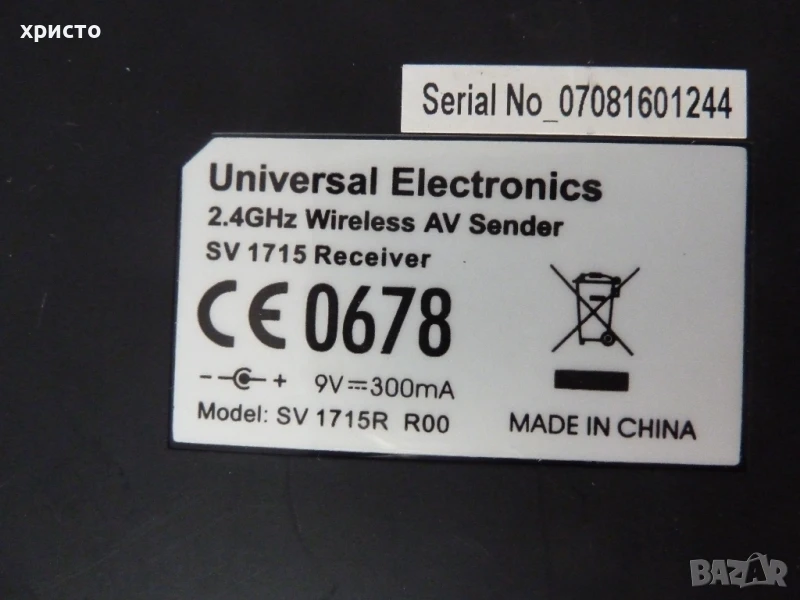 христо
Serial No_07081601244
Universal Electronics
2.4GHz Wireless AV Sender
SV 1715 Receiver
CE 0678
- + 9V⎓300mA
Model: SV 1715R R00
MADE IN CHINA
BAZAR